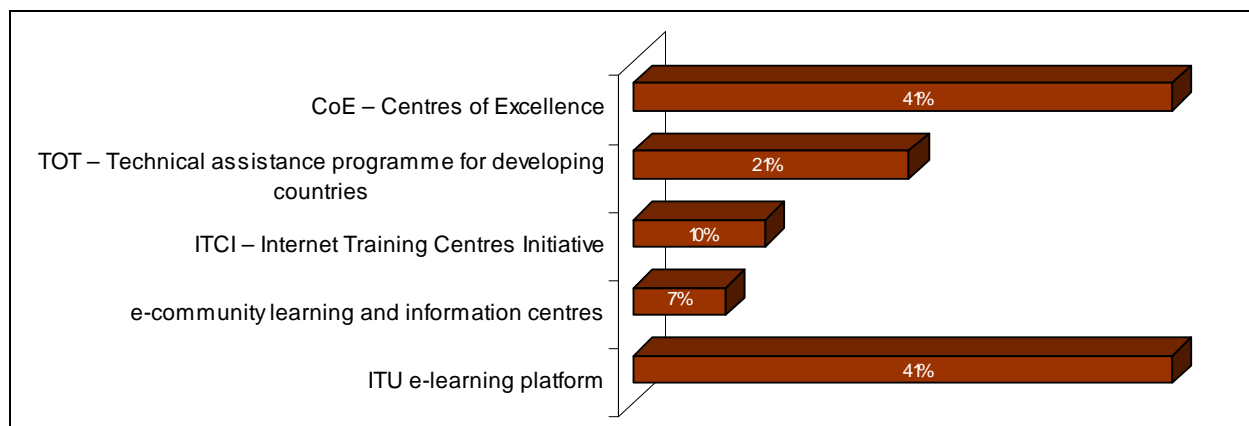 CoE – Centres of Excellence
41%
TOT – Technical assistance programme for developing
countries
21%
ITCI – Internet Training Centres Initiative
10%
e-community learning and information centres
7%
ITU e-learning platform
41%